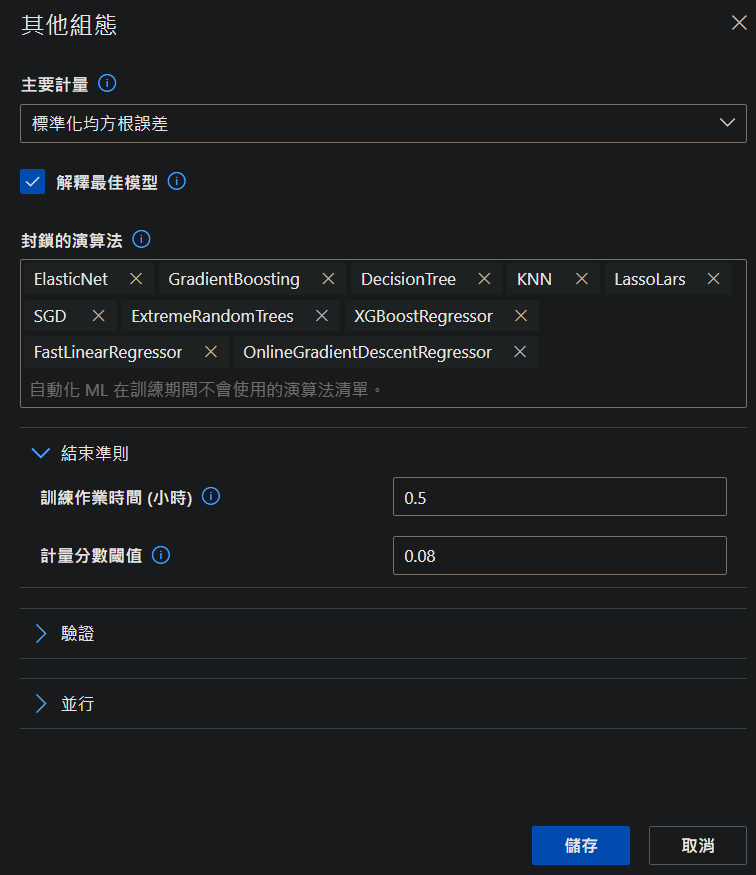 其他組態
主要計量
標準化均方根誤差
解釋最佳模型
封鎖的演算法
ElasticNet GradientBoosting DecisionTree KNN LassoLars
SGD ExtremeRandomTrees XGBoostRegressor
FastLinearRegressor OnlineGradientDescentRegressor
自動化 ML 在訓練期間不會使用的演算法清單。
結束準則
訓練作業時間 (小時) 0.5
計量分數閾值 0.08
驗證
並行
儲存 取消